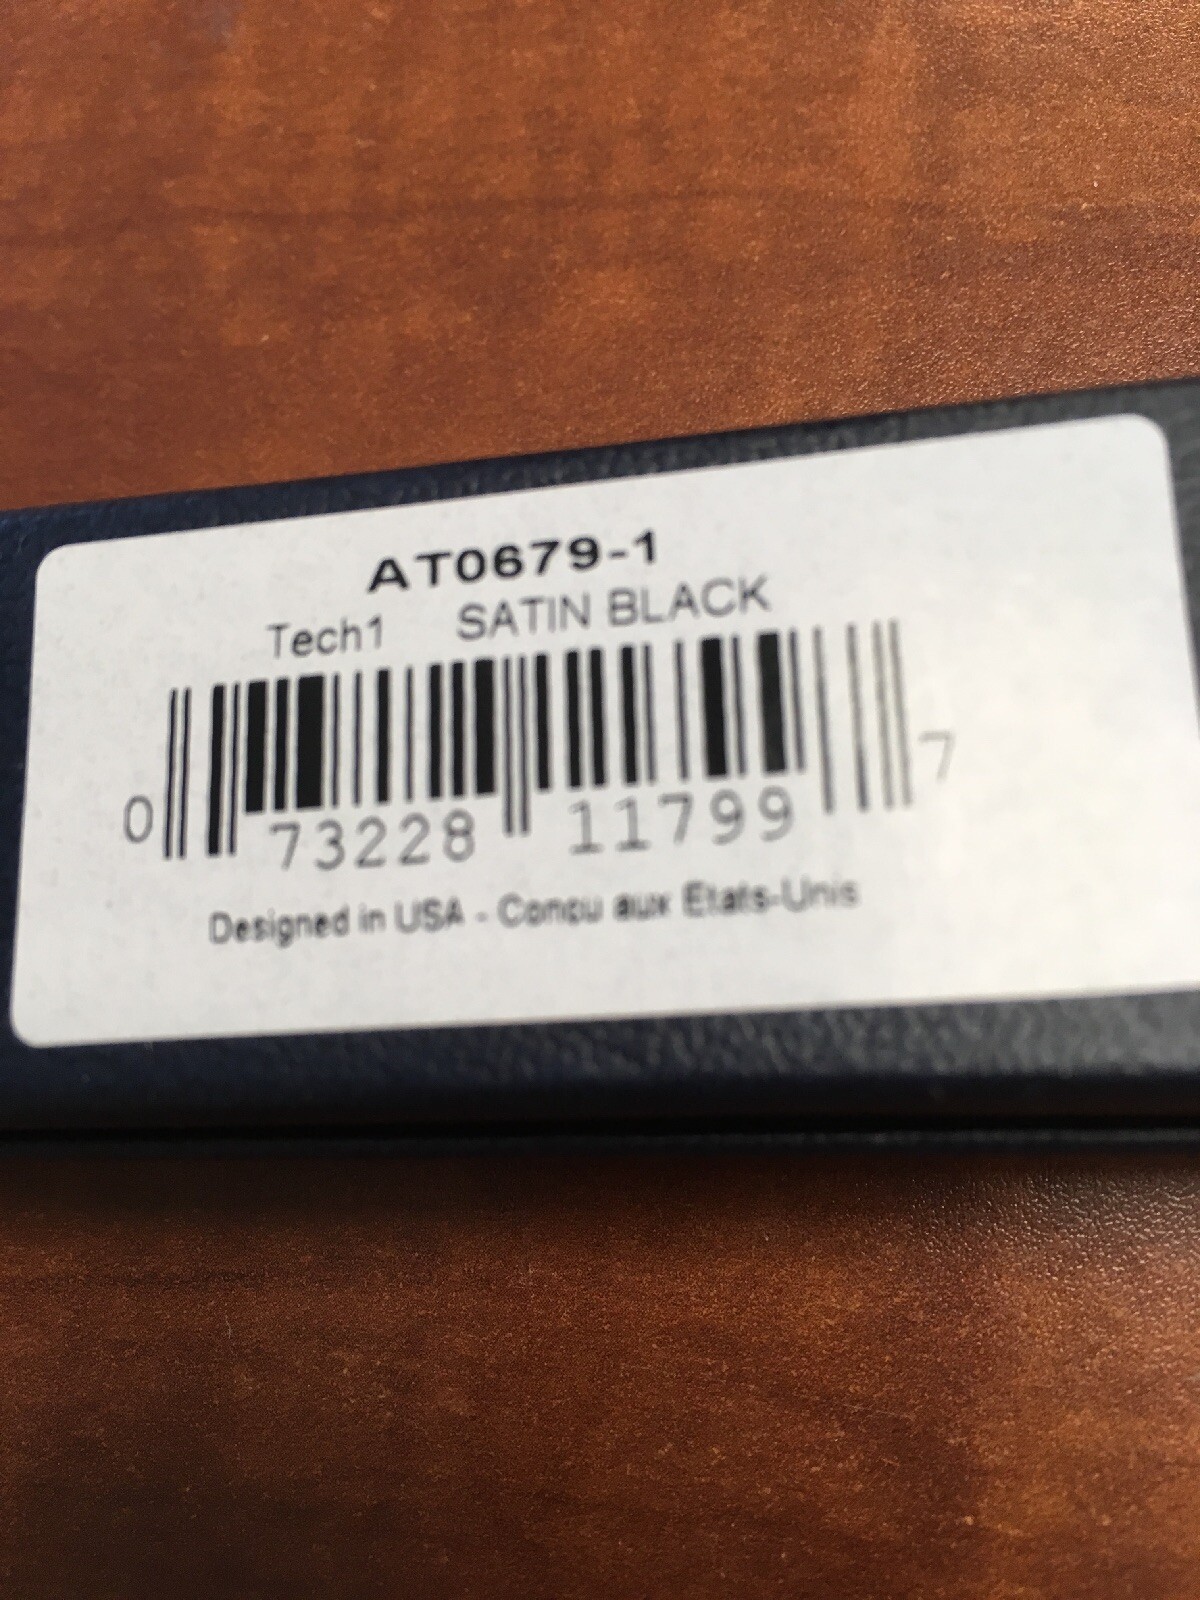 AT0679-1
Tech1 SATIN BLACK
0 73228 11799 7
Designed in USA - Concu aux Etats-Unis